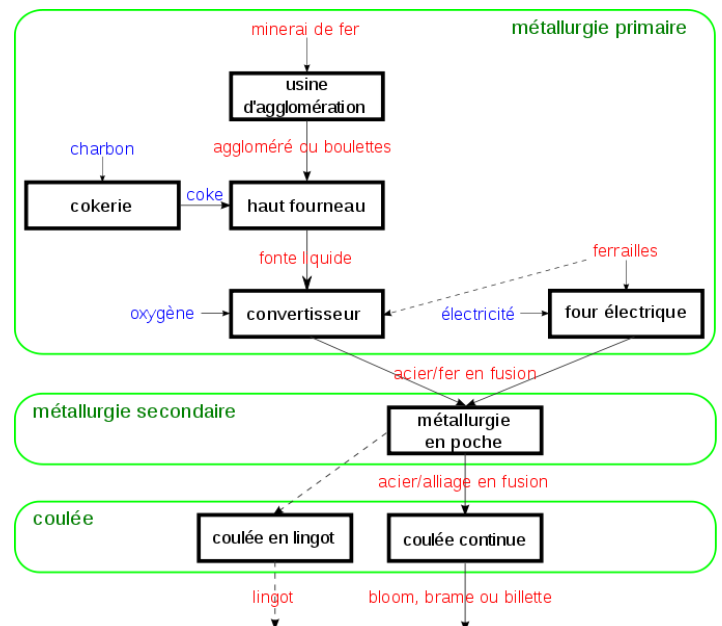 minerai de fer
métallurgie primaire
usine
d'agglomération
charbon
aggloméré ou boulettes
cokerie
coke
haut fourneau
fonte liquide
ferrailles
oxygène
convertisseur
électricité
four électrique
acier/fer en fusion
métallurgie secondaire
métallurgie
en poche
acier/alliage en fusion
coulée
coulée en lingot
coulée continue
lingot
bloom, brame ou billette